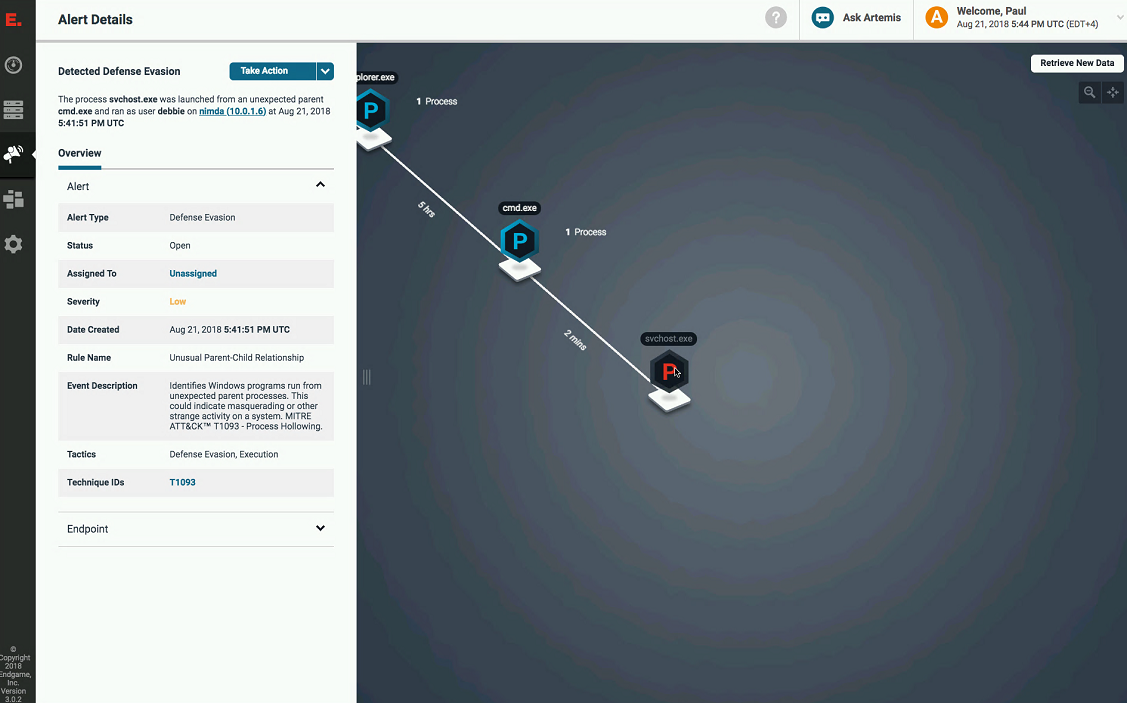 E.
Alert Details
?
Ask Artemis
A
Welcome, Paul
Aug 21, 2018 5:44 PM UTC (EDT+4)
Detected Defense Evasion
Take Action
The process svchost.exe was launched from an unexpected parent
cmd.exe and ran as user debbie on nimda (10.0.1.6) at Aug 21, 2018
5:41:51 PM UTC
Overview
Alert
Alert Type Defense Evasion
Status Open
Assigned To Unassigned
Severity Low
Date Created Aug 21, 2018 5:41:51 PM UTC
Rule Name Unusual Parent-Child Relationship
Event Description Identifies Windows programs run from
unexpected parent processes. This
could indicate masquerading or other
strange activity on a system. MITRE
ATT&CK™ T1093 - Process Hollowing.
Tactics Defense Evasion, Execution
Technique IDs T1093
Endpoint
Retrieve New Data
plorer.exe
P
1 Process
5 hrs
cmd.exe
P
1 Process
2 mins
svchost.exe
P
©
Copyright
2018
Endgame,
Inc.
Version
3.0.2